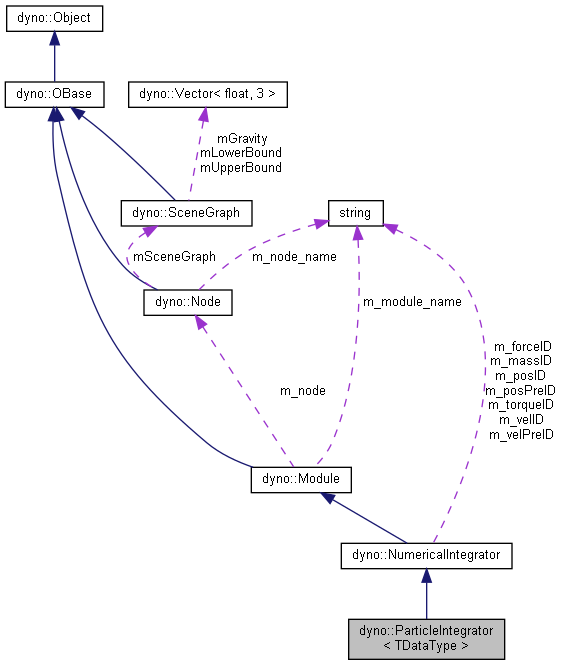 dyno::Object
dyno::OBase
dyno::Vector< float, 3 >
mGravity
mLowerBound
mUpperBound
dyno::SceneGraph
string
mSceneGraph
m_node_name
dyno::Node
m_module_name
m_forceID
m_massID
m_posID
m_posPreID
m_torqueID
m_velID
m_velPreID
m_node
dyno::Module
dyno::NumericalIntegrator
dyno::ParticleIntegrator
< TDataType >